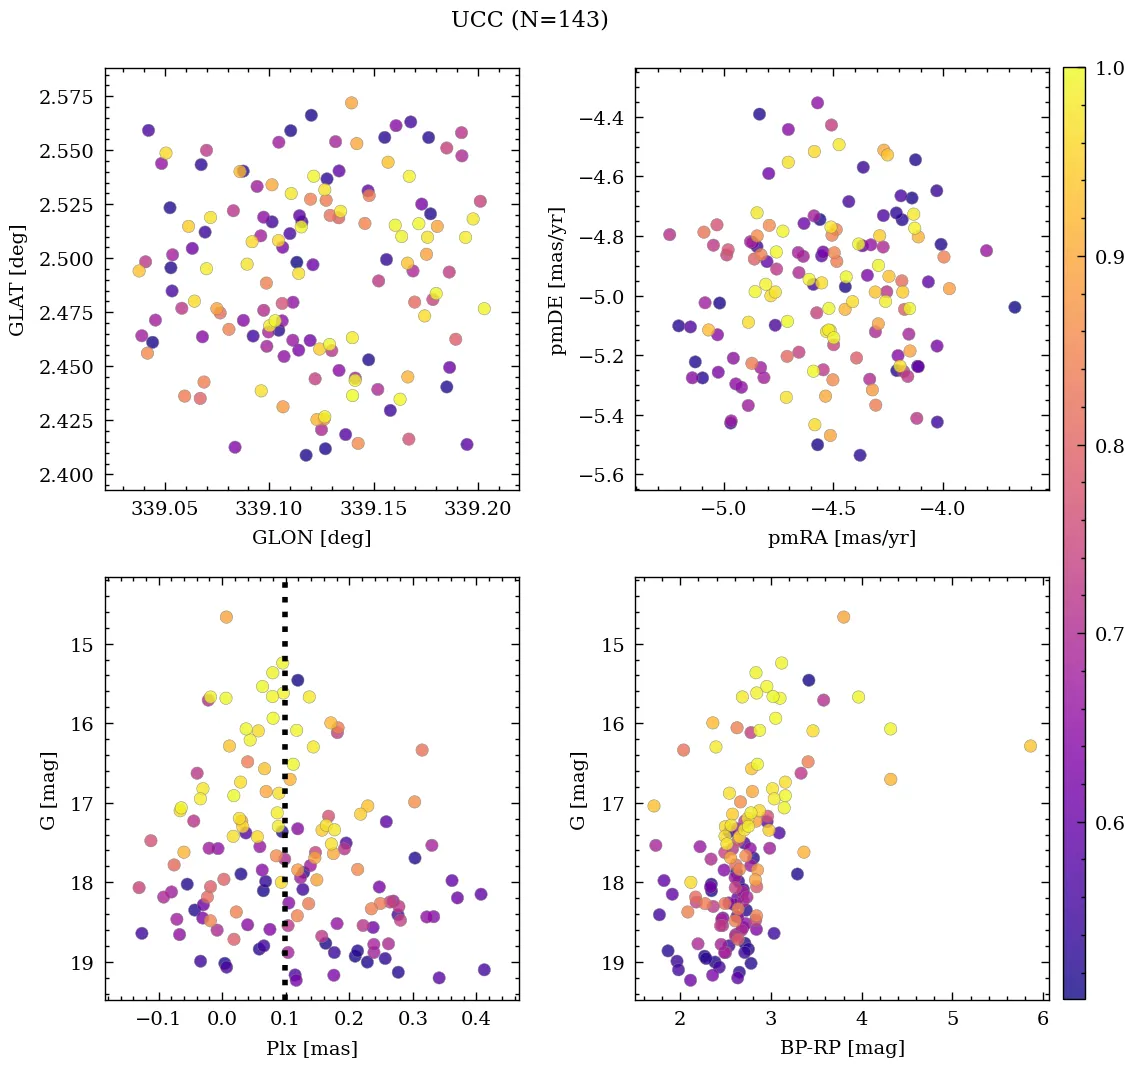 UCC (N=143)
2.575
2.550
2.525
2.500
2.475
2.450
2.425
2.400
GLAT [deg]
339.05 339.10 339.15 339.20
GLON [deg]
−4.4
−4.6
−4.8
−5.0
−5.2
−5.4
−5.6
pmDE [mas/yr]
−5.0 −4.5 −4.0
pmRA [mas/yr]
1.0
0.9
0.8
0.7
0.6
15
16
17
18
19
G [mag]
−0.1 0.0 0.1 0.2 0.3 0.4
Plx [mas]
15
16
17
18
19
G [mag]
2 3 4 5 6
BP-RP [mag]